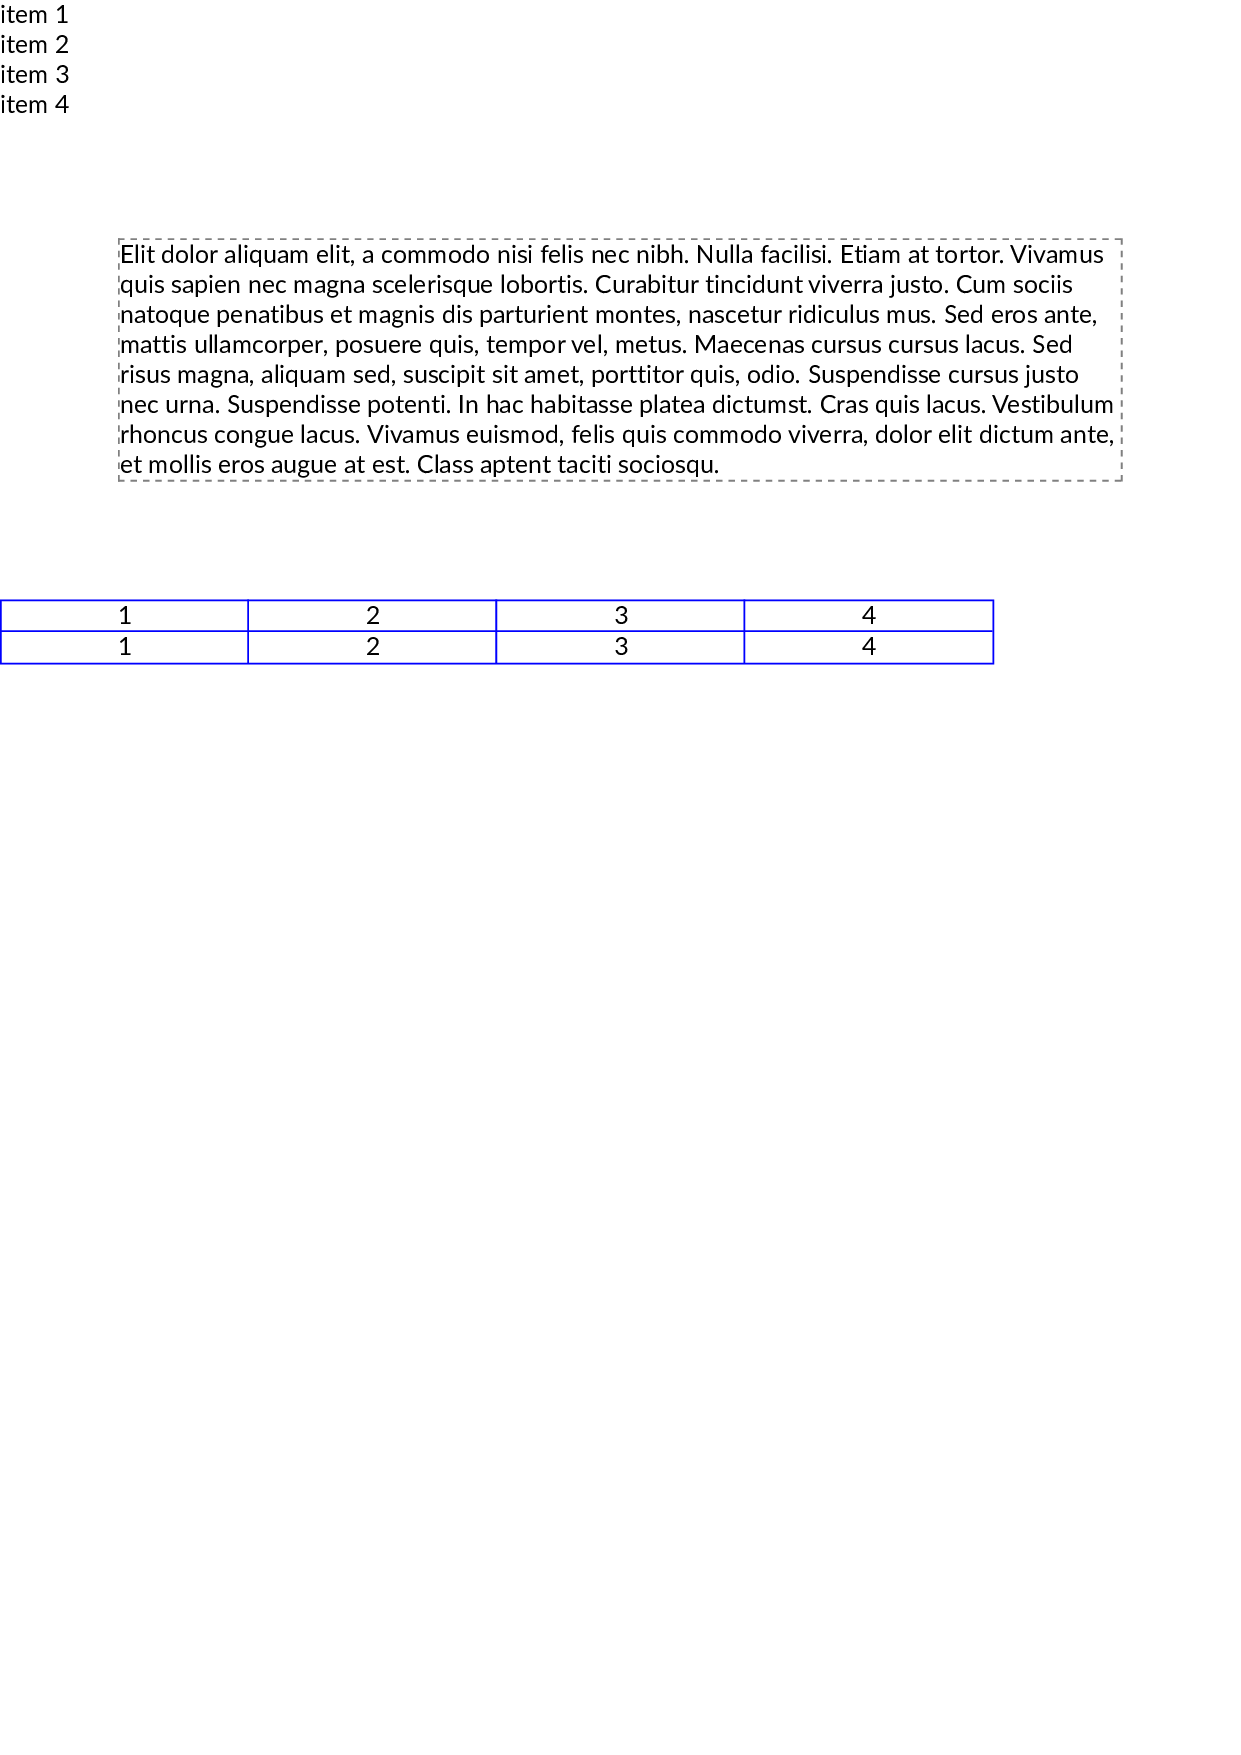 item 1
item 2
item 3
item 4
Elit dolor aliquam elit, a commodo nisi felis nec nibh. Nulla facilisi. Etiam at tortor. Vivamus
quis sapien nec magna scelerisque lobortis. Curabitur tincidunt viverra justo. Cum sociis
natoque penatibus et magnis dis parturient montes, nascetur ridiculus mus. Sed eros ante,
mattis ullamcorper, posuere quis, tempor vel, metus. Maecenas cursus cursus lacus. Sed
risus magna, aliquam sed, suscipit sit amet, porttitor quis, odio. Suspendisse cursus justo
nec urna. Suspendisse potenti. In hac habitasse platea dictumst. Cras quis lacus. Vestibulum
rhoncus congue lacus. Vivamus euismod, felis quis commodo viverra, dolor elit dictum ante,
et mollis eros augue at est. Class aptent taciti sociosqu.
1 2 3 4
1 2 3 4